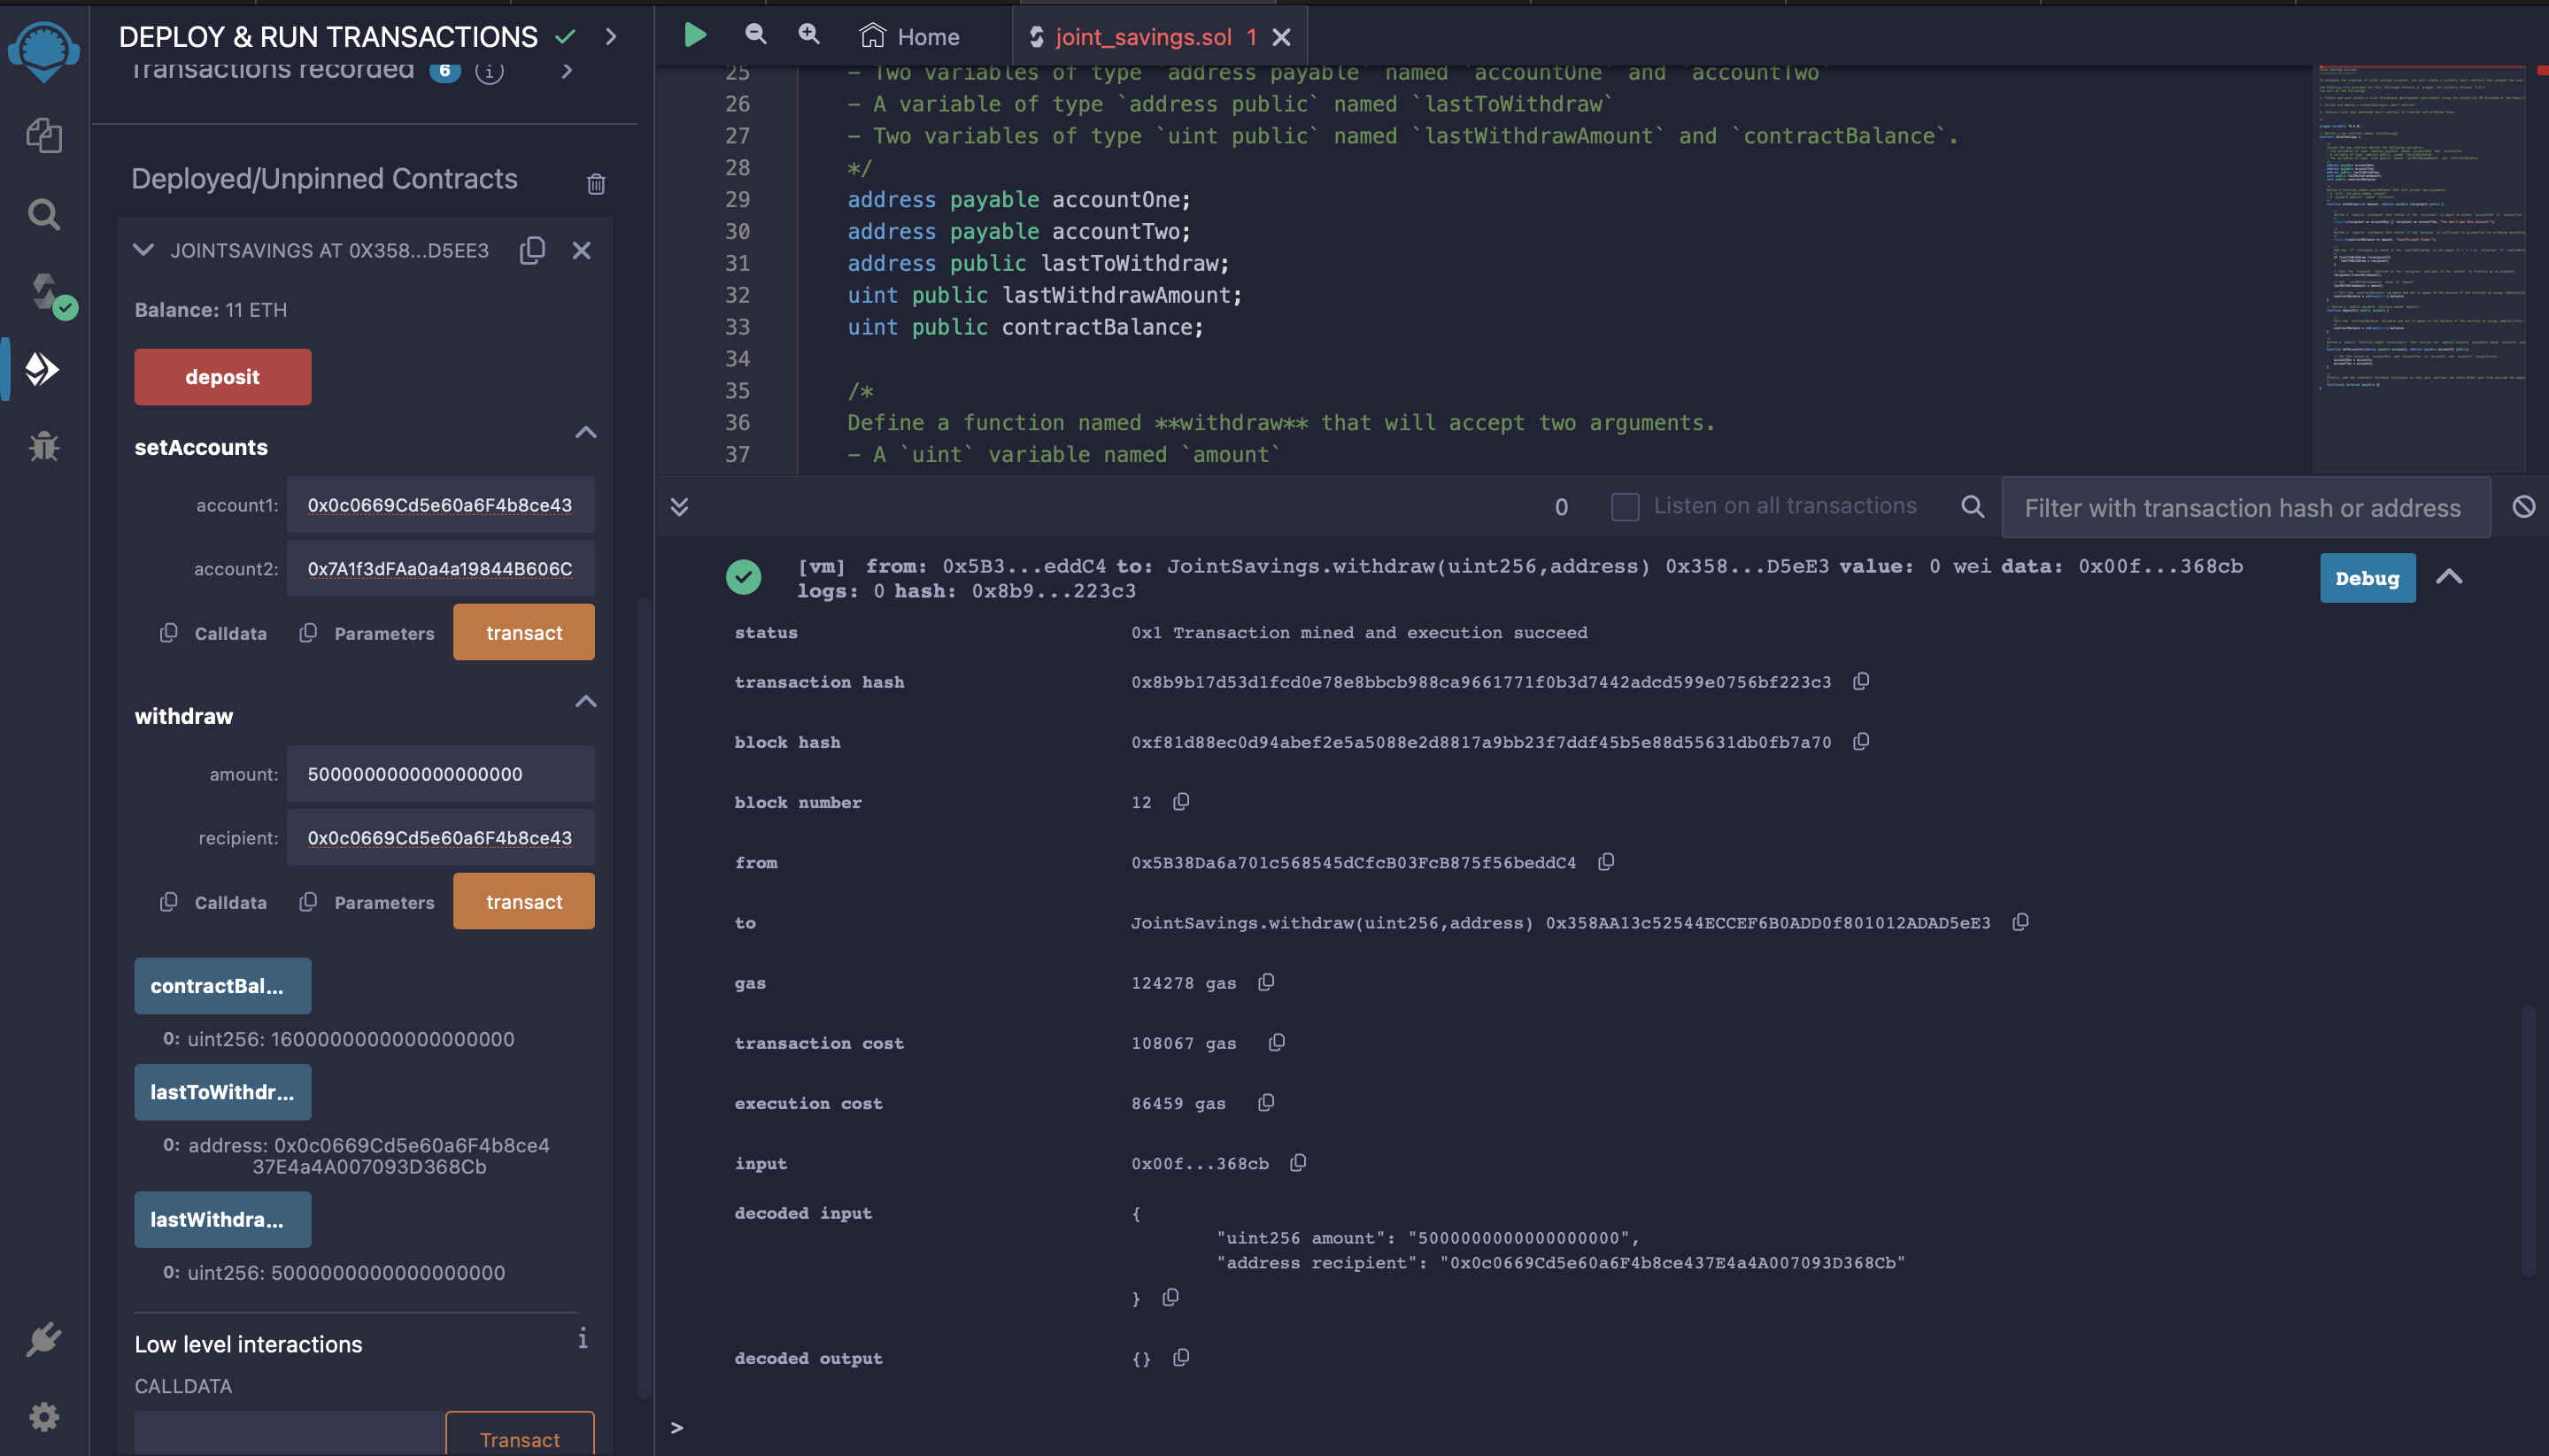 DEPLOY & RUN TRANSACTIONS
Transactions recorded 6 i
Deployed/Unpinned Contracts
JOINTSAVINGS AT 0X358...D5EE3
Balance: 11 ETH
deposit
setAccounts
account1: 0x0c0669Cd5e60a6F4b8ce43
account2: 0x7A1f3dFAa0a4a19844B606C
Calldata Parameters transact
withdraw
amount: 5000000000000000000
recipient: 0x0c0669Cd5e60a6F4b8ce43
Calldata Parameters transact
contractBal...
0: uint256: 16000000000000000000
lastToWithdr...
0: address: 0x0c0669Cd5e60a6F4b8ce4
37E4a4A007093D368Cb
lastWithdra...
0: uint256: 5000000000000000000
Low level interactions i
CALLDATA
Transact
Home joint_savings.sol 1
25 - Two variables of type `address payable` named `accountOne` and `accountTwo`
26 - A variable of type `address public` named `lastToWithdraw`
27 - Two variables of type `uint public` named `lastWithdrawAmount` and `contractBalance`.
28 */
29 address payable accountOne;
30 address payable accountTwo;
31 address public lastToWithdraw;
32 uint public lastWithdrawAmount;
33 uint public contractBalance;
34
35 /*
36 Define a function named **withdraw** that will accept two arguments.
37 - A `uint` variable named `amount`
0 Listen on all transactions Filter with transaction hash or address
[vm] from: 0x5B3...eddC4 to: JointSavings.withdraw(uint256,address) 0x358...D5eE3 value: 0 wei data: 0x00f...368cb
logs: 0 hash: 0x8b9...223c3
Debug
status 0x1 Transaction mined and execution succeed
transaction hash 0x8b9b17d53d1fcd0e78e8bbcb988ca9661771f0b3d7442adcd599e0756bf223c3
block hash 0xf81d88ec0d94abef2e5a5088e2d8817a9bb23f7ddf45b5e88d55631db0fb7a70
block number 12
from 0x5B38Da6a701c568545dCfcB03FcB875f56beddC4
to JointSavings.withdraw(uint256,address) 0x358AA13c52544ECCEF6B0ADD0f801012ADAD5eE3
gas 124278 gas
transaction cost 108067 gas
execution cost 86459 gas
input 0x00f...368cb
decoded input {
"uint256 amount": "5000000000000000000",
"address recipient": "0x0c0669Cd5e60a6F4b8ce437E4a4A007093D368Cb"
}
decoded output {}
>